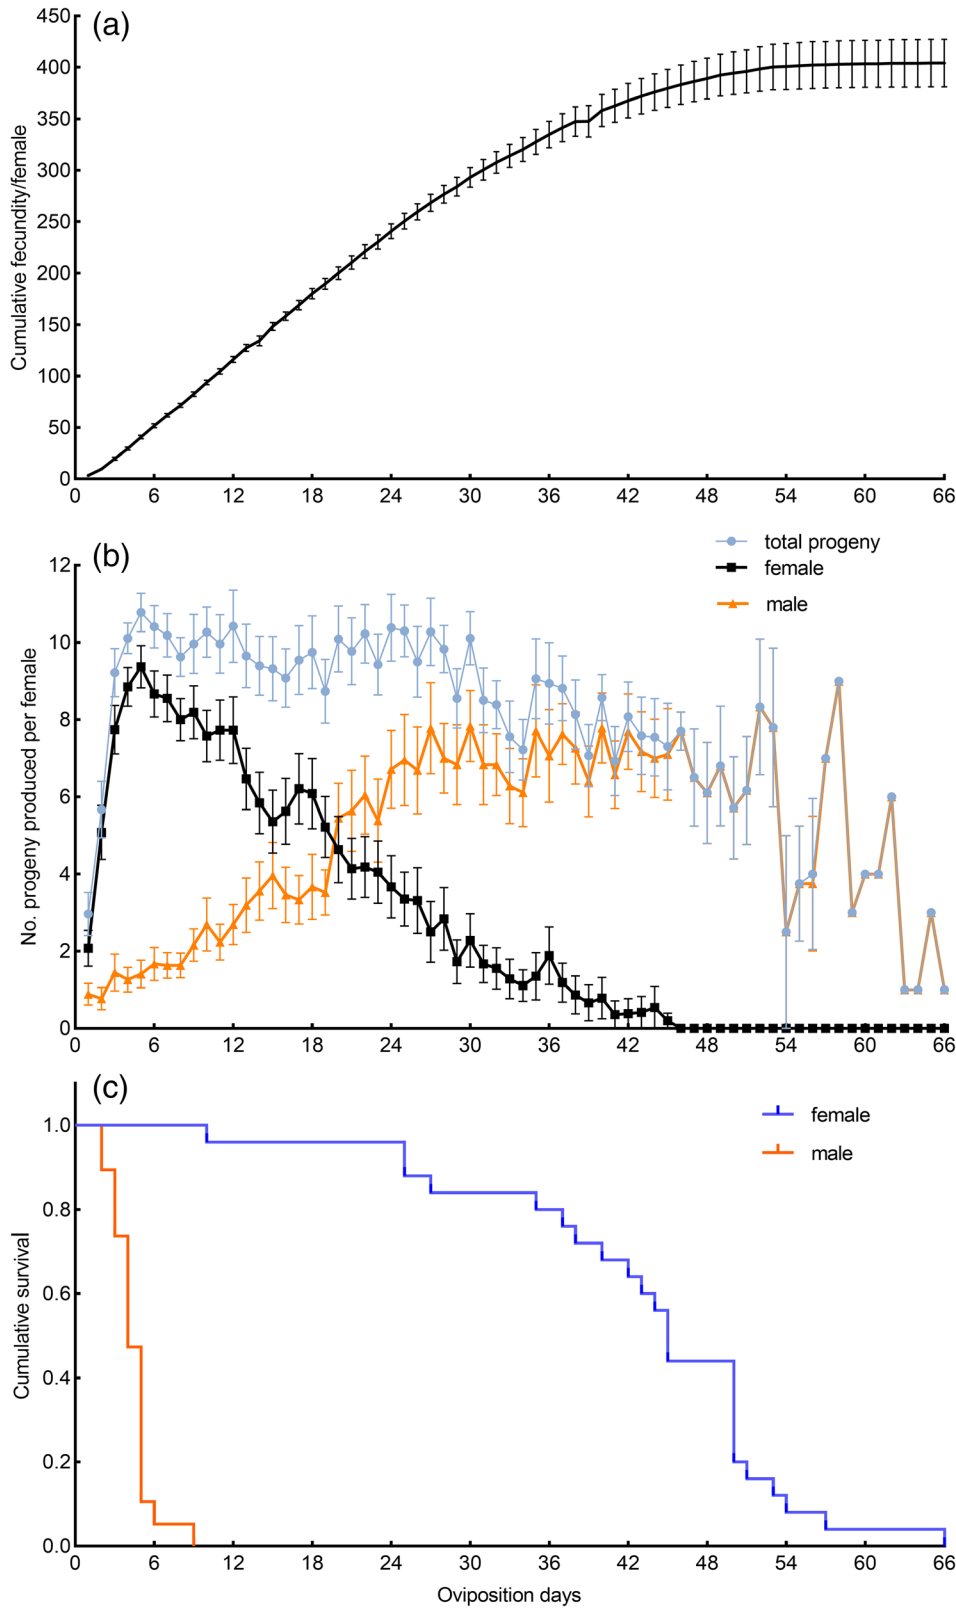 (a)
Cumulative fecundity/female
450
400
350
300
250
200
150
100
50
0
0 6 12 18 24 30 36 42 48 54 60 66
(b)
total progeny
female
male
No. progeny produced per female
12
10
8
6
4
2
0
0 6 12 18 24 30 36 42 48 54 60 66
(c)
female
male
Cumulative survival
1.0
0.8
0.6
0.4
0.2
0.0
0 6 12 18 24 30 36 42 48 54 60 66
Oviposition days